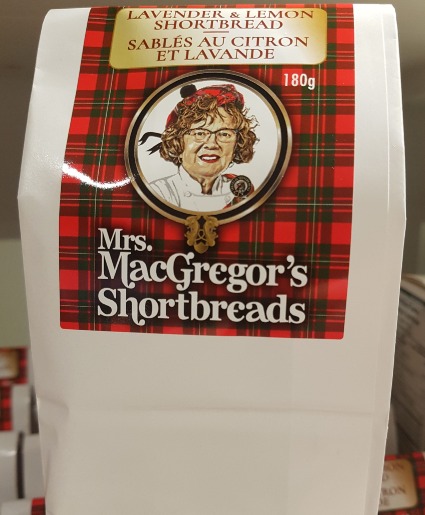 LAVENDER & LEMON
SHORTBREAD
SABLÉS AU CITRON
ET LAVANDE
180g
Mrs.
MacGregor's
Shortbreads